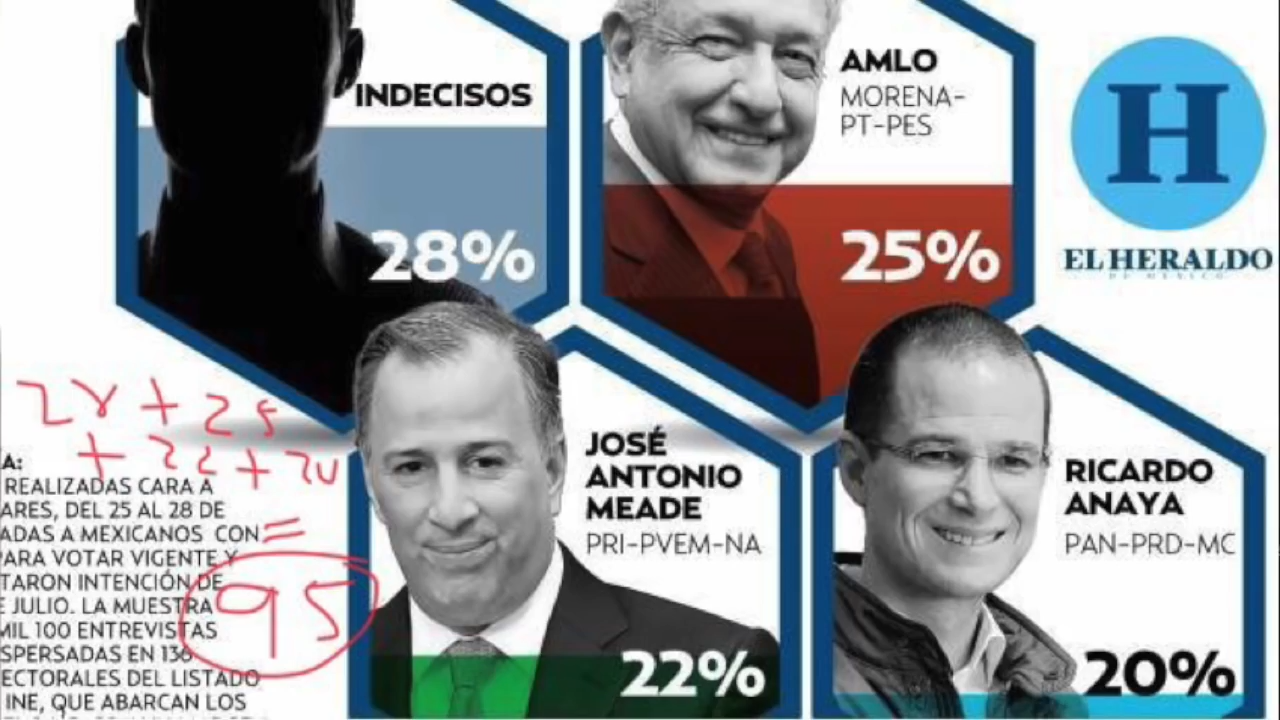 INDECISOS
28%
AMLO
MORENA-
PT-PES
25%
H
EL HERALDO
DE MÉXICO
28 + 25
+ 22 + 20
=
95
A:
REALIZADAS CARA A
ARES, DEL 25 AL 28 DE
ADAS A MEXICANOS CON
PARA VOTAR VIGENTE Y
TARON INTENCIÓN DE
E JULIO. LA MUESTRA
MIL 100 ENTREVISTAS
SPERSADAS EN 136
ECTORALES DEL LISTADO
INE, QUE ABARCAN LOS
JOSÉ
ANTONIO
MEADE
PRI-PVEM-NA
22%
RICARDO
ANAYA
PAN-PRD-MC
20%